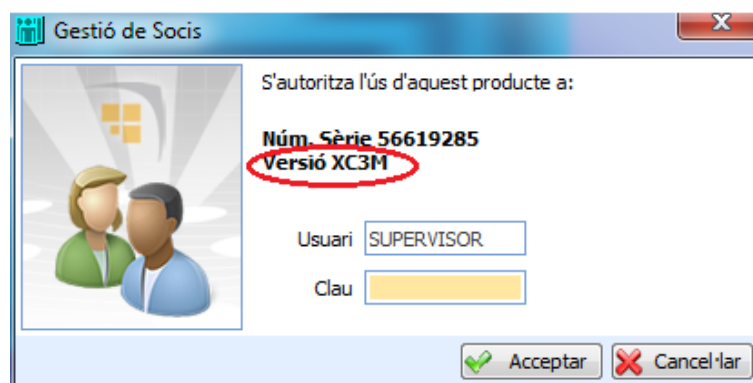 Gestió de Socis
S'autoritza l'ús d'aquest producte a:
Núm. Sèrie 56619285
Versió XC3M
Usuari SUPERVISOR
Clau
Acceptar Cancel·lar